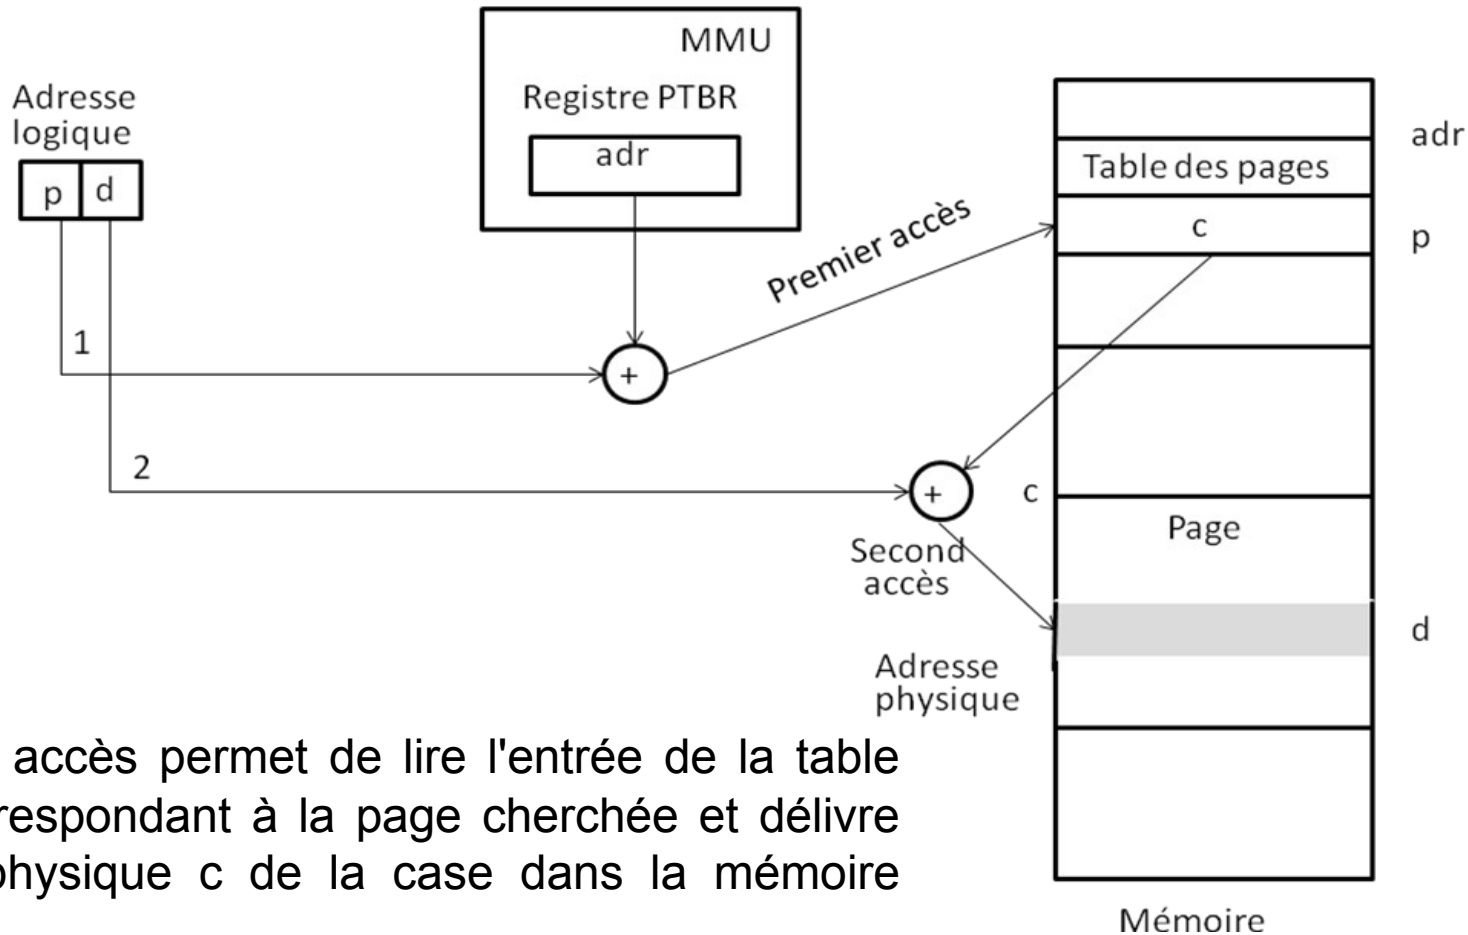 MMU
Registre PTBR
adr
Adresse
logique
p d
1
2
+
Premier accès
+
Second
accès
Adresse
physique
adr
Table des pages
c
p
c
Page
d
Mémoire
accès permet de lire l'entrée de la table
respondant à la page cherchée et délivre
physique c de la case dans la mémoire